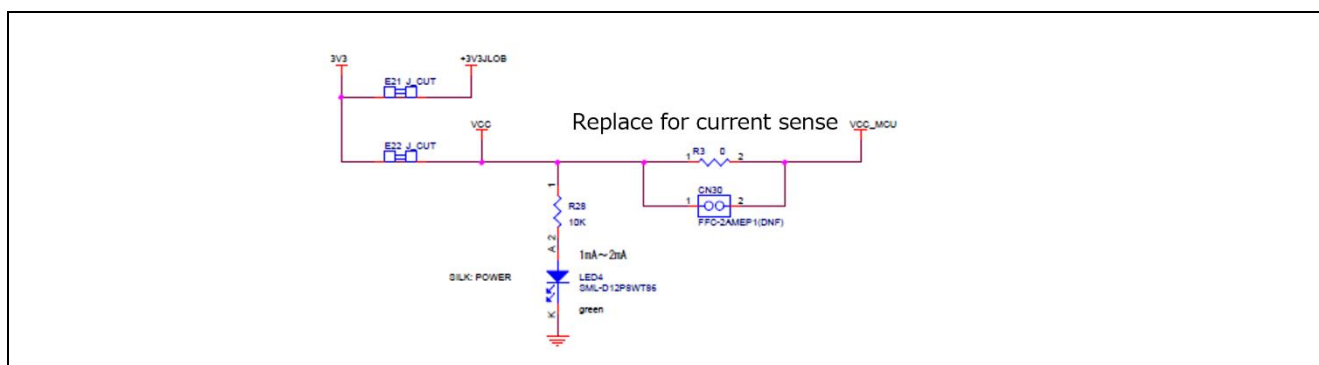 3V3
+3V3JLOB
E21 J_CUT
VCC
Replace for current sense
VCC_MCU
E22 J_CUT
1 R3 0 2
CN30
1 2
FFC-2AMEP1(DNF)
1
R28
10K
2
A
1mA~2mA
SILK: POWER
LED4
SML-D12P8WT86
K
green